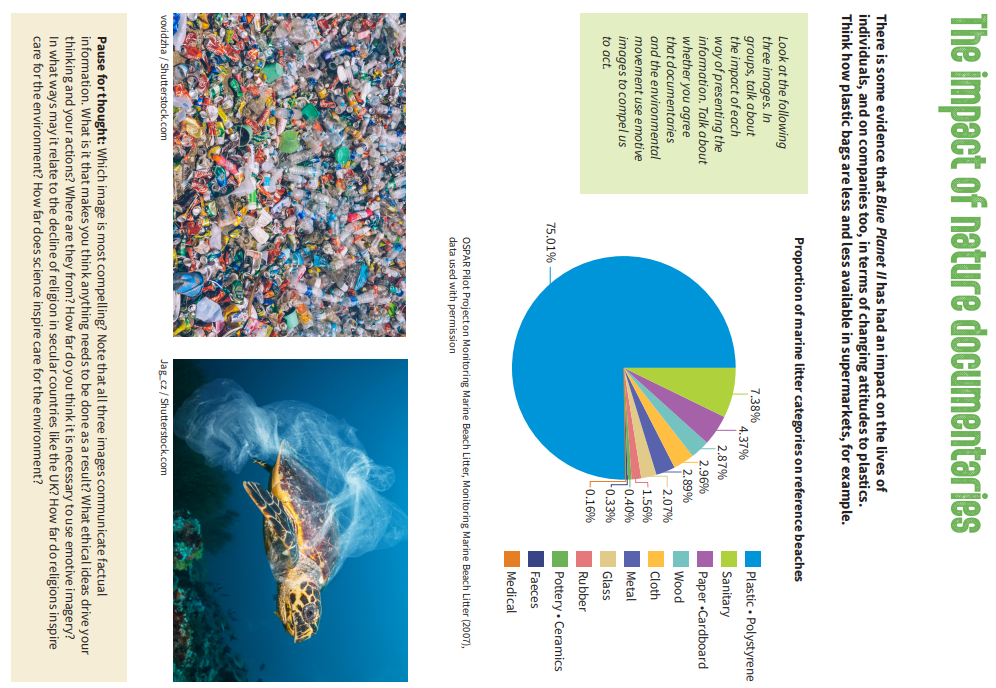 The impact of nature documentaries
There is some evidence that Blue Planet II has had an impact on the lives of
individuals, and on companies too, in terms of changing attitudes to plastics.
Think how plastic bags are less and less available in supermarkets, for example.
Look at the following
three images. In
groups, talk about
the impact of each
way of presenting the
information. Talk about
whether you agree
that documentaries
and the environmental
movement use emotive
images to compel us
to act.
Proportion of marine litter categories on reference beaches
75.01%
7.38%
4.37%
2.87%
2.96%
2.89%
2.07%
1.56%
0.40%
0.33%
0.16%
Plastic • Polystyrene
Sanitary
Paper •Cardboard
Wood
Cloth
Metal
Glass
Rubber
Pottery • Ceramics
Faeces
Medical
OSPAR Pilot Project on Monitoring Marine Beach Litter, Monitoring Marine Beach Litter (2007),
data used with permission
vovidzha / Shutterstock.com
Jag_cz / Shutterstock.com
Pause for thought: Which image is most compelling? Note that all three images communicate factual
information. What is it that makes you think anything needs to be done as a result? What ethical ideas drive your
thinking and your actions? Where are they from? How far do you think it is necessary to use emotive imagery?
In what ways may it relate to the decline of religion in secular countries like the UK? How far do religions inspire
care for the environment? How far does science inspire care for the environment?